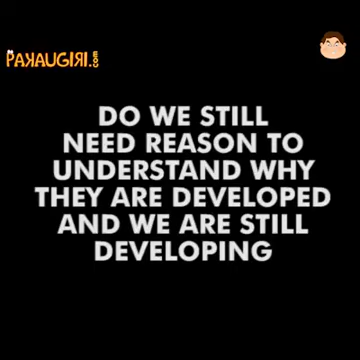 PAKAUGIRI.com
DO WE STILL
NEED REASON TO
UNDERSTAND WHY
THEY ARE DEVELOPED
AND WE ARE STILL
DEVELOPING